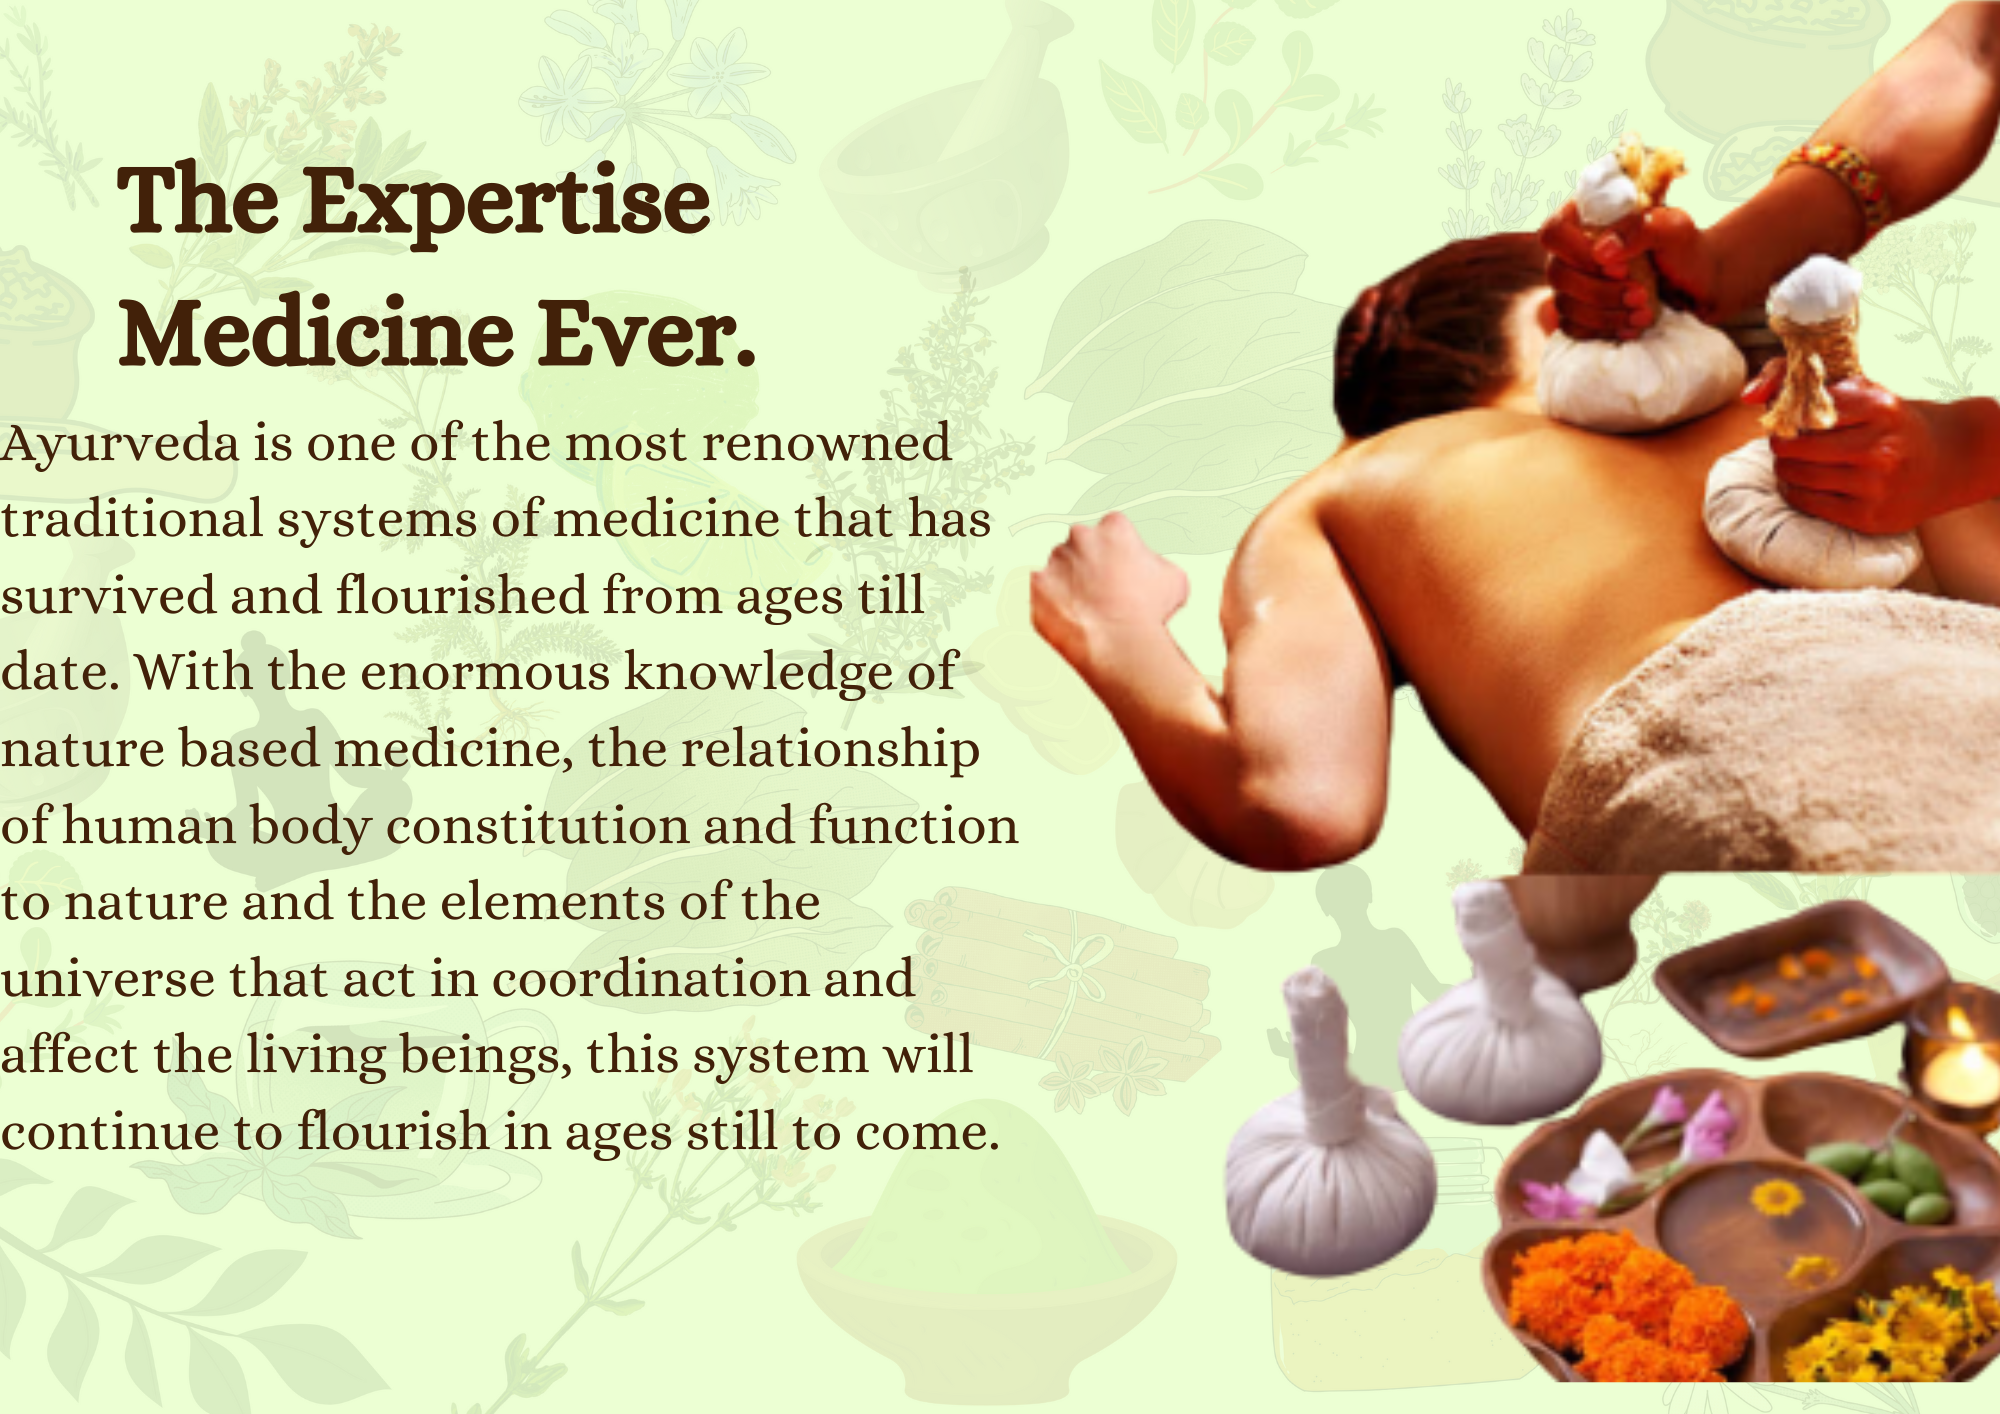 The Expertise
Medicine Ever.
Ayurveda is one of the most renowned
traditional systems of medicine that has
survived and flourished from ages till
date. With the enormous knowledge of
nature based medicine, the relationship
of human body constitution and function
to nature and the elements of the
universe that act in coordination and
affect the living beings, this system will
continue to flourish in ages still to come.